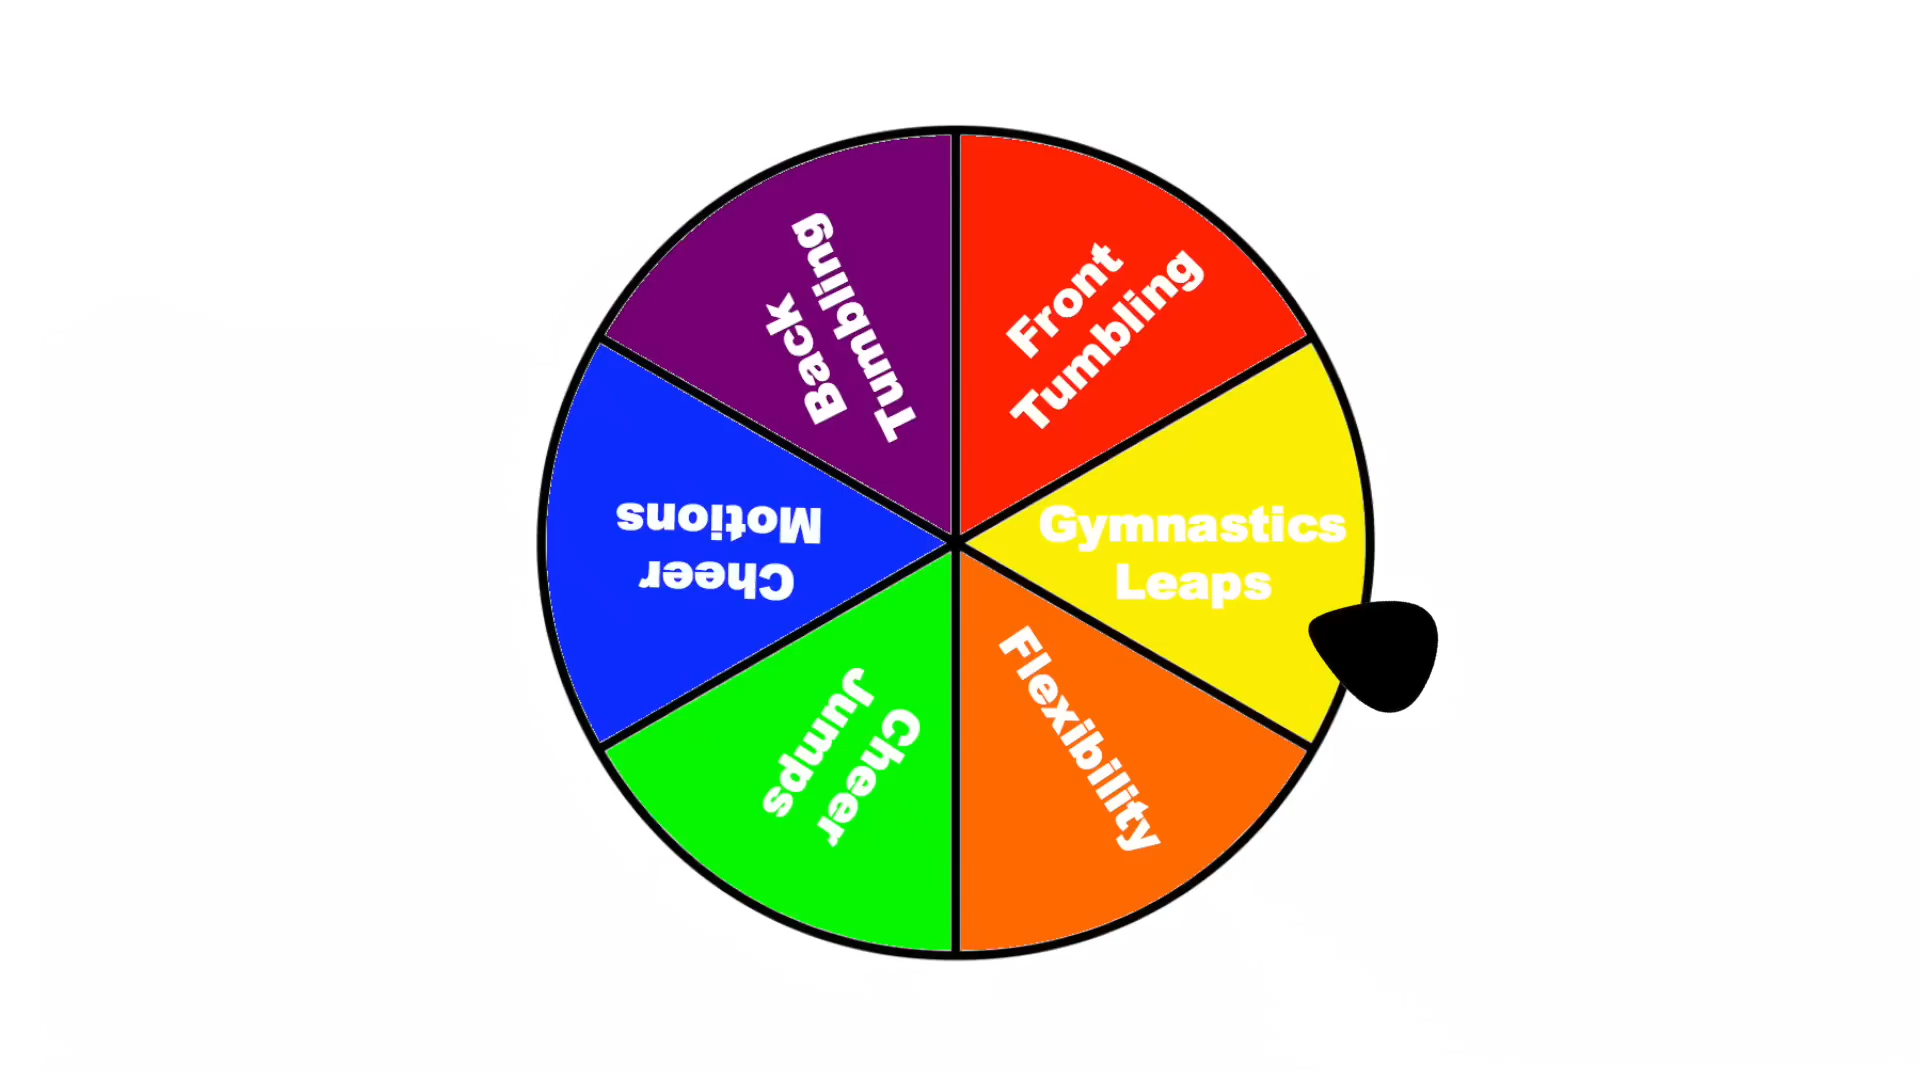 Back
Tumbling
Front
Tumbling
Gymnastics
Leaps
Flexibility
Cheer
Jumps
Cheer
Motions